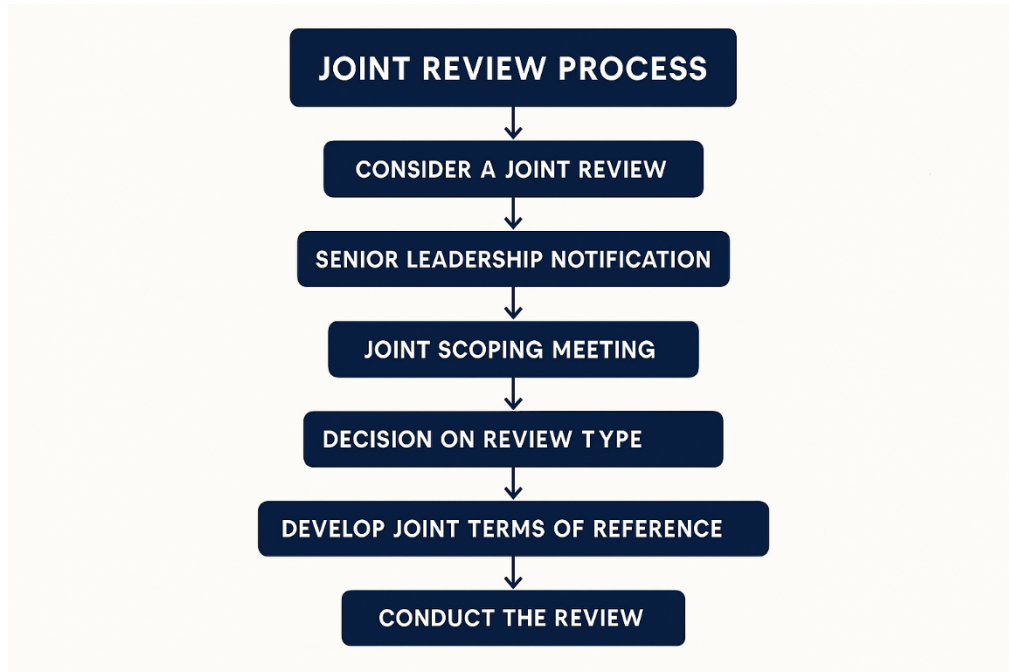 JOINT REVIEW PROCESS
CONSIDER A JOINT REVIEW
SENIOR LEADERSHIP NOTIFICATION
JOINT SCOPING MEETING
DECISION ON REVIEW TYPE
DEVELOP JOINT TERMS OF REFERENCE
CONDUCT THE REVIEW